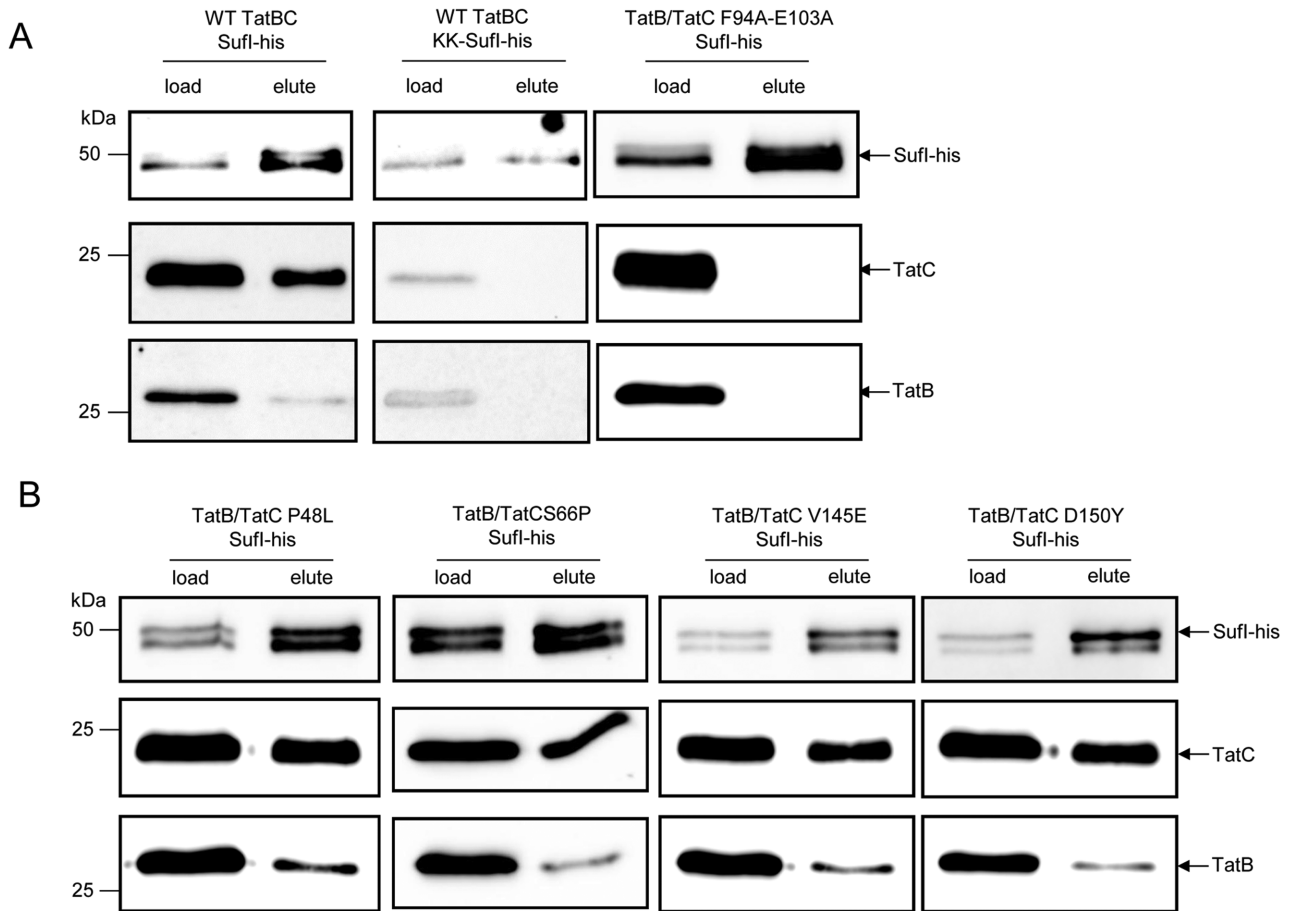 A
WT TatBC
SufI-his
WT TatBC
KK-SufI-his
TatB/TatC F94A-E103A
SufI-his
load
elute
load
elute
load
elute
kDa
50
SufI-his
25
TatC
25
TatB
B
TatB/TatC P48L
SufI-his
TatB/TatCS66P
SufI-his
TatB/TatC V145E
SufI-his
TatB/TatC D150Y
SufI-his
load
elute
load
elute
load
elute
load
elute
kDa
50
SufI-his
25
TatC
TatB
25